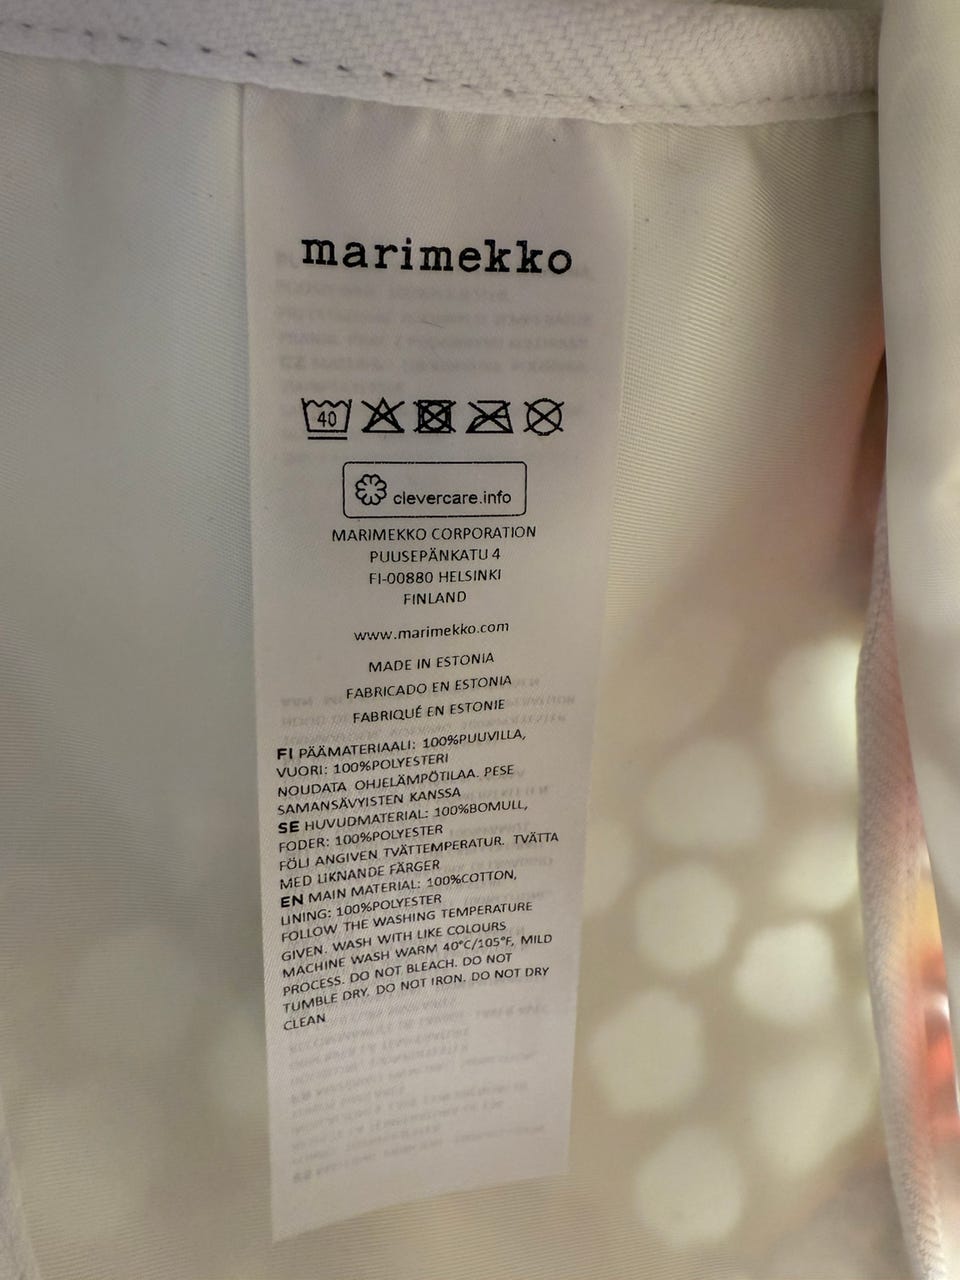 marimekko
40
clevercare.info
MARIMEKKO CORPORATION
PUUSEPÄNKATU 4
FI-00880 HELSINKI
FINLAND
www.marimekko.com
MADE IN ESTONIA
FABRICADO EN ESTONIA
FABRIQUÉ EN ESTONIE
FI PÄÄMATERIAALI: 100%PUUVILLA,
VUORI: 100%POLYESTERI
NOUDATA OHJELÄMPÖTILAA. PESE
SAMANSÄVYISTEN KANSSA
SE HUVUDMATERIAL: 100%BOMULL,
FODER: 100%POLYESTER
FÖLJ ANGIVEN TVÄTTEMPERATUR. TVÄTTA
MED LIKNANDE FÄRGER
EN MAIN MATERIAL: 100%COTTON,
LINING: 100%POLYESTER
FOLLOW THE WASHING TEMPERATURE
GIVEN. WASH WITH LIKE COLOURS
MACHINE WASH WARM 40°C/105°F, MILD
PROCESS. DO NOT BLEACH. DO NOT
TUMBLE DRY. DO NOT IRON. DO NOT DRY
CLEAN